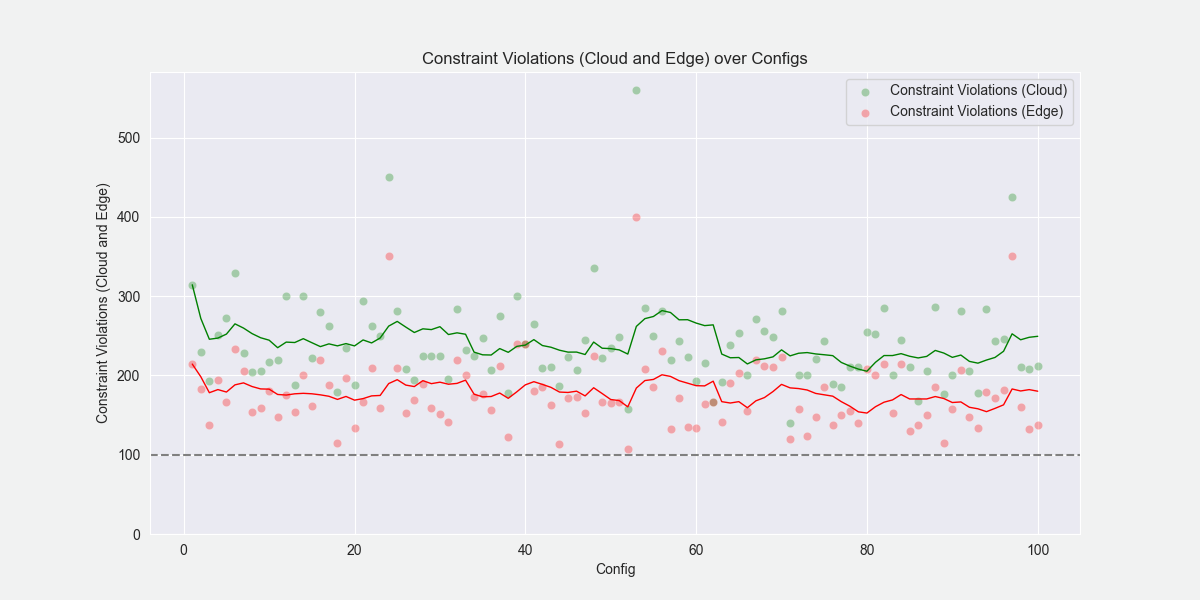 Constraint Violations (Cloud and Edge) over Configs
Constraint Violations (Cloud)
Constraint Violations (Edge)
Constraint Violations (Cloud and Edge)
500
400
300
200
100
0
0 20 40 60 80 100
Config